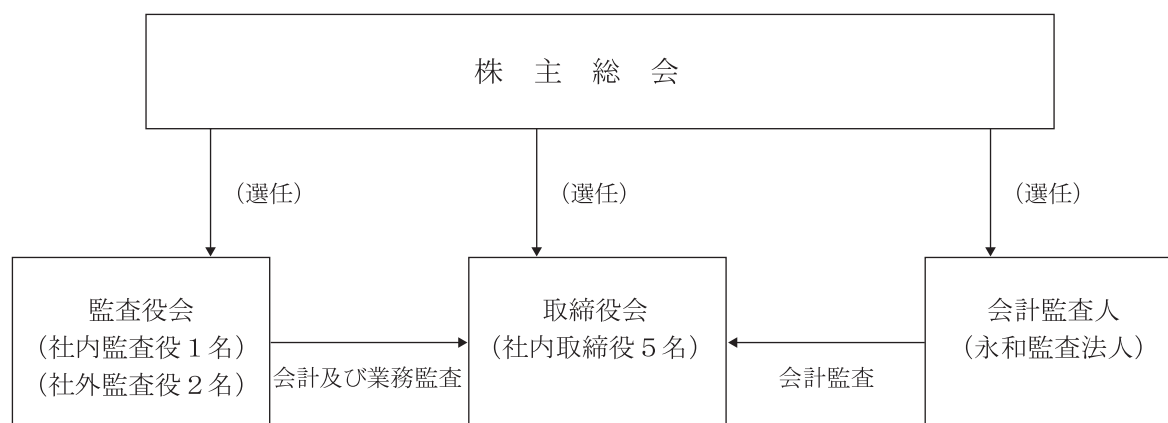 株 主 総 会
（選任）
（選任）
（選任）
監査役会
（社内監査役１名）
（社外監査役２名）
会計及び業務監査
取締役会
（社内取締役５名）
会計監査
会計監査人
（永和監査法人）